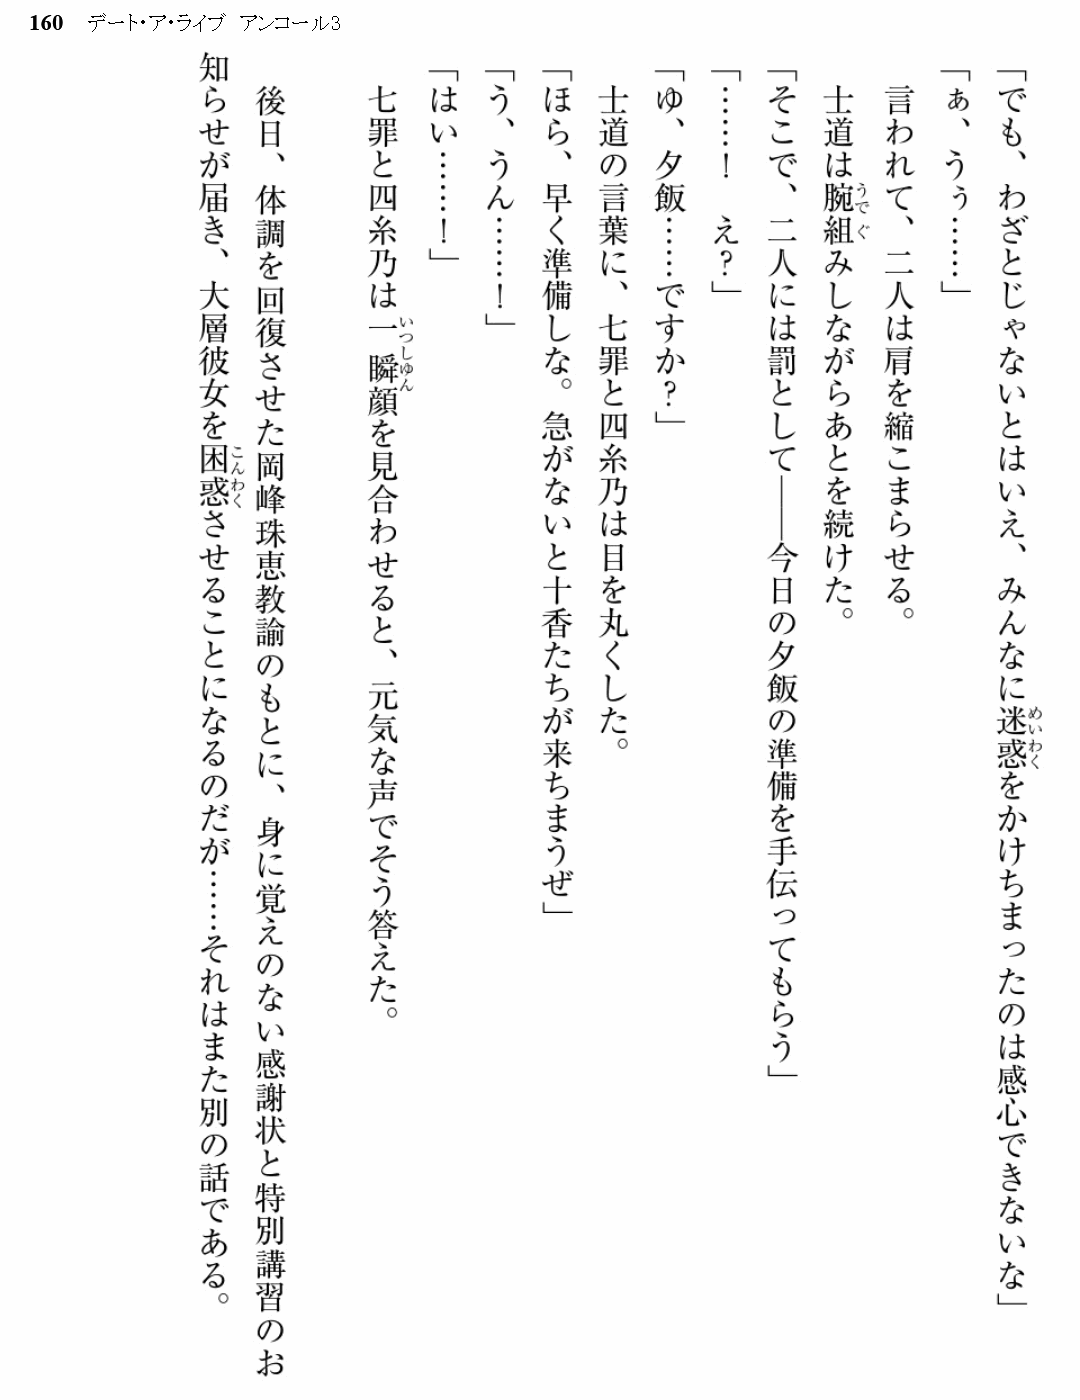 160 デート・ア・ライブ アンコール3
「でも、わざとじゃないとはいえ、みんなに迷惑をかけちまったのは感心できないな」
「ぁ、うぅ……」
言われて、二人は肩を縮こまらせる。
士道は腕組みしながらあとを続けた。
「そこで、二人には罰として――今日の夕飯の準備を手伝ってもらう」
「……！　え？」
「ゆ、夕飯……ですか？」
士道の言葉に、七罪と四糸乃は目を丸くした。
「ほら、早く準備しな。急がないと十香たちが来ちまうぜ」
「う、うん……！」
「はい……！」
七罪と四糸乃は一瞬顔を見合わせると、元気な声でそう答えた。
後日、体調を回復させた岡峰珠恵教諭のもとに、身に覚えのない感謝状と特別講習のお
知らせが届き、大層彼女を困惑させることになるのだが……それはまた別の話である。